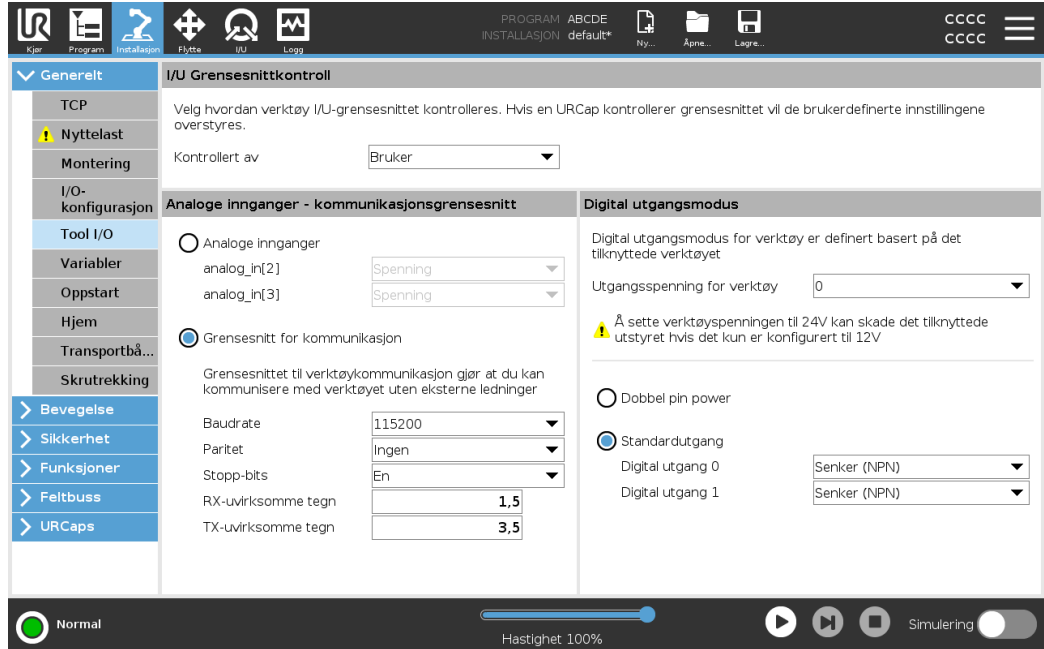 UR
PROGRAM ABCDE
INSTALLASJON default*
CCCC
CCCC
Kjør
Program
Installasjon
Flytte
I/U
Logg
Ny...
Åpne...
Lagre...
Generelt
TCP
Nyttelast
Montering
I/O-
konfigurasjon
Tool I/O
Variabler
Oppstart
Hjem
Transportbå...
Skrutrekking
Bevegelse
Sikkerhet
Funksjoner
Feltbuss
URCaps
I/U Grensesnittkontroll
Velg hvordan verktøy I/U-grensesnittet kontrolleres. Hvis en URCap kontrollerer grensesnittet vil de brukerdefinerte innstillingene
overstyres.
Kontrollert av Bruker
Analoge innganger - kommunikasjonsgrensesnitt
Analoge innganger
analog_in[2] Spenning
analog_in[3] Spenning
Grensesnitt for kommunikasjon
Grensesnittet til verktøykommunikasjon gjør at du kan
kommunisere med verktøyet uten eksterne ledninger
Baudrate 115200
Paritet Ingen
Stopp-bits En
RX-uvirksomme tegn 1,5
TX-uvirksomme tegn 3,5
Digital utgangsmodus
Digital utgangsmodus for verktøy er definert basert på det
tilknyttede verktøyet
Utgangsspenning for verktøy 0
Å sette verktøyspenningen til 24V kan skade det tilknyttede
utstyret hvis det kun er konfigurert til 12V
Dobbel pin power
Standardutgang
Digital utgang 0 Senker (NPN)
Digital utgang 1 Senker (NPN)
Normal
Hastighet 100%
Simulering